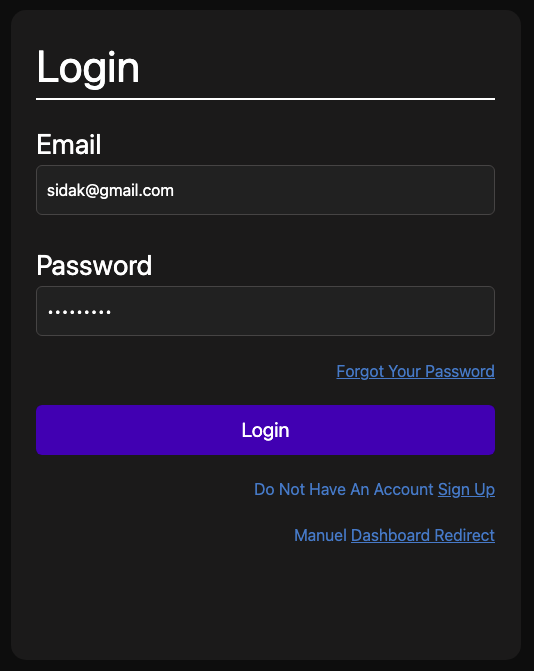 Login
Email
sidak@gmail.com
Password
•••••••••
Forgot Your Password
Login
Do Not Have An Account Sign Up
Manuel Dashboard Redirect